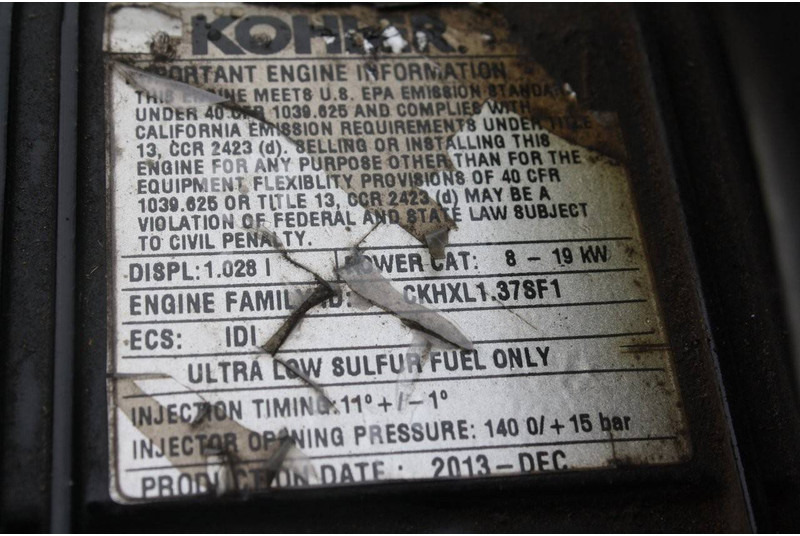 KOHLER.
IMPORTANT ENGINE INFORMATION
THIS ENGINE MEETS U.S. EPA EMISSION STANDARDS
UNDER 40 CFR 1039.625 AND COMPLIES WITH
CALIFORNIA EMISSION REQUIREMENTS UNDER TITLE
13, CCR 2423 (d). SELLING OR INSTALLING THIS
ENGINE FOR ANY PURPOSE OTHER THAN FOR THE
EQUIPMENT FLEXIBLITY PROVISIONS OF 40 CFR
1039.625 OR TITLE 13, CCR 2423 (d) MAY BE A
VIOLATION OF FEDERAL AND STATE LAW SUBJECT
TO CIVIL PENALTY.
DISPL: 1.028 l POWER CAT: 8 - 19 kW
ENGINE FAMILY ID: CKHXL1.37SF1
ECS: IDI
ULTRA LOW SULFUR FUEL ONLY
INJECTION TIMING: 11° + / - 1°
INJECTOR OPENING PRESSURE: 140 0/ + 15 bar
PRODUCTION DATE : 2013 - DEC